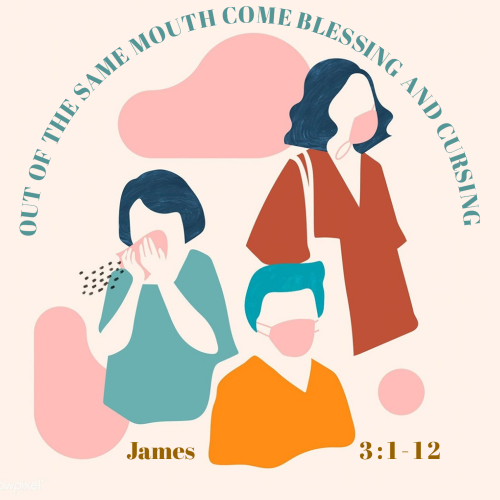 OUT OF THE SAME MOUTH COME BLESSING AND CURSING
James 3:1-12